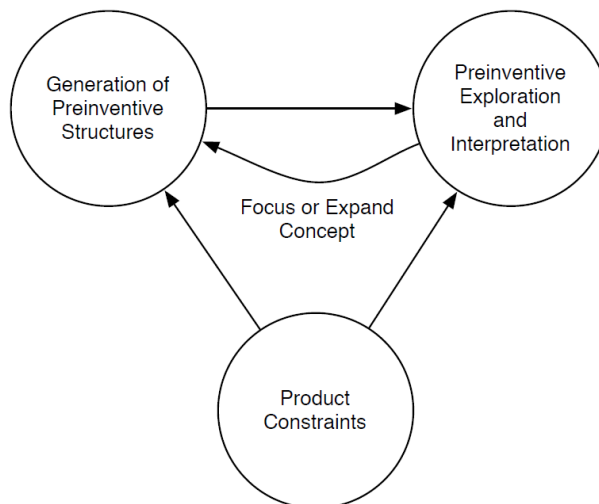 Generation of
Preinventive
Structures
Preinventive
Exploration
and
Interpretation
Focus or Expand
Concept
Product
Constraints